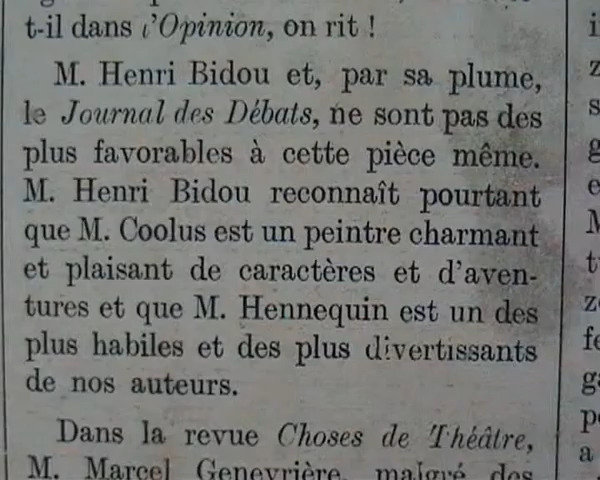 t-il dans l'Opinion, on rit !
M. Henri Bidou et, par sa plume,
le Journal des Débats, ne sont pas des
plus favorables à cette pièce même.
M. Henri Bidou reconnaît pourtant
que M. Coolus est un peintre charmant
et plaisant de caractères et d'aven-
tures et que M. Hennequin est un des
plus habiles et des plus divertissants
de nos auteurs.
Dans la revue Choses de Théâtre,
M. Marcel Genevrière, malgré des